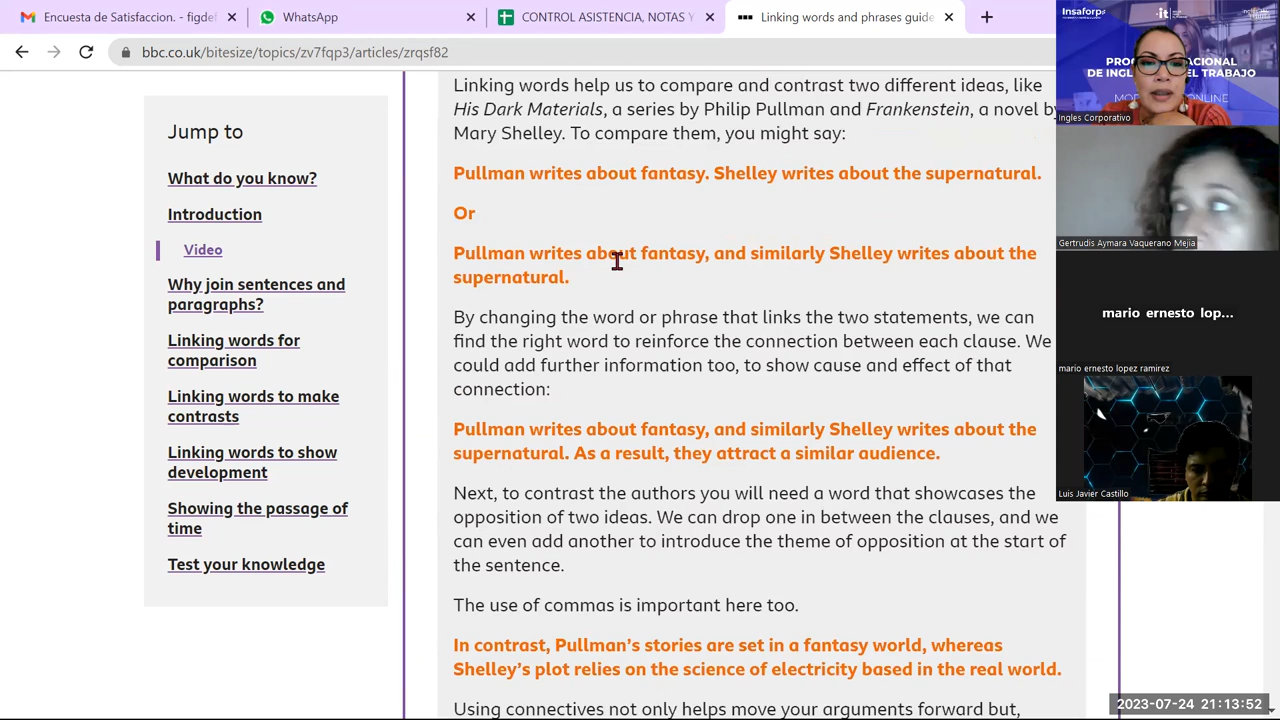 Encuesta de Satisfaccion. - figdef
WhatsApp
CONTROL ASISTENCIA, NOTAS Y
Linking words and phrases guide
bbc.co.uk/bitesize/topics/zv7fqp3/articles/zrqsf82
Jump to
What do you know?
Introduction
Video
Why join sentences and
paragraphs?
Linking words for
comparison
Linking words to make
contrasts
Linking words to show
development
Showing the passage of
time
Test your knowledge
Linking words help us to compare and contrast two different ideas, like
His Dark Materials, a series by Philip Pullman and Frankenstein, a novel by
Mary Shelley. To compare them, you might say:
Pullman writes about fantasy. Shelley writes about the supernatural.
Or
Pullman writes about fantasy, and similarly Shelley writes about the
supernatural.
By changing the word or phrase that links the two statements, we can
find the right word to reinforce the connection between each clause. We
could add further information too, to show cause and effect of that
connection:
Pullman writes about fantasy, and similarly Shelley writes about the
supernatural. As a result, they attract a similar audience.
Next, to contrast the authors you will need a word that showcases the
opposition of two ideas. We can drop one in between the clauses, and we
can even add another to introduce the theme of opposition at the start of
the sentence.
The use of commas is important here too.
In contrast, Pullman's stories are set in a fantasy world, whereas
Shelley's plot relies on the science of electricity based in the real world.
Using connectives not only helps move your arguments forward but,
Insaforp
it
DE INGL EL TRABAJO
ONLINE
Ingles Corporativo
Gertrudis Aymara Vaquerano Mejia
mario ernesto lop...
mario ernesto lopez ramirez
Luis Javier Castillo
2023-07-24 21:13:52